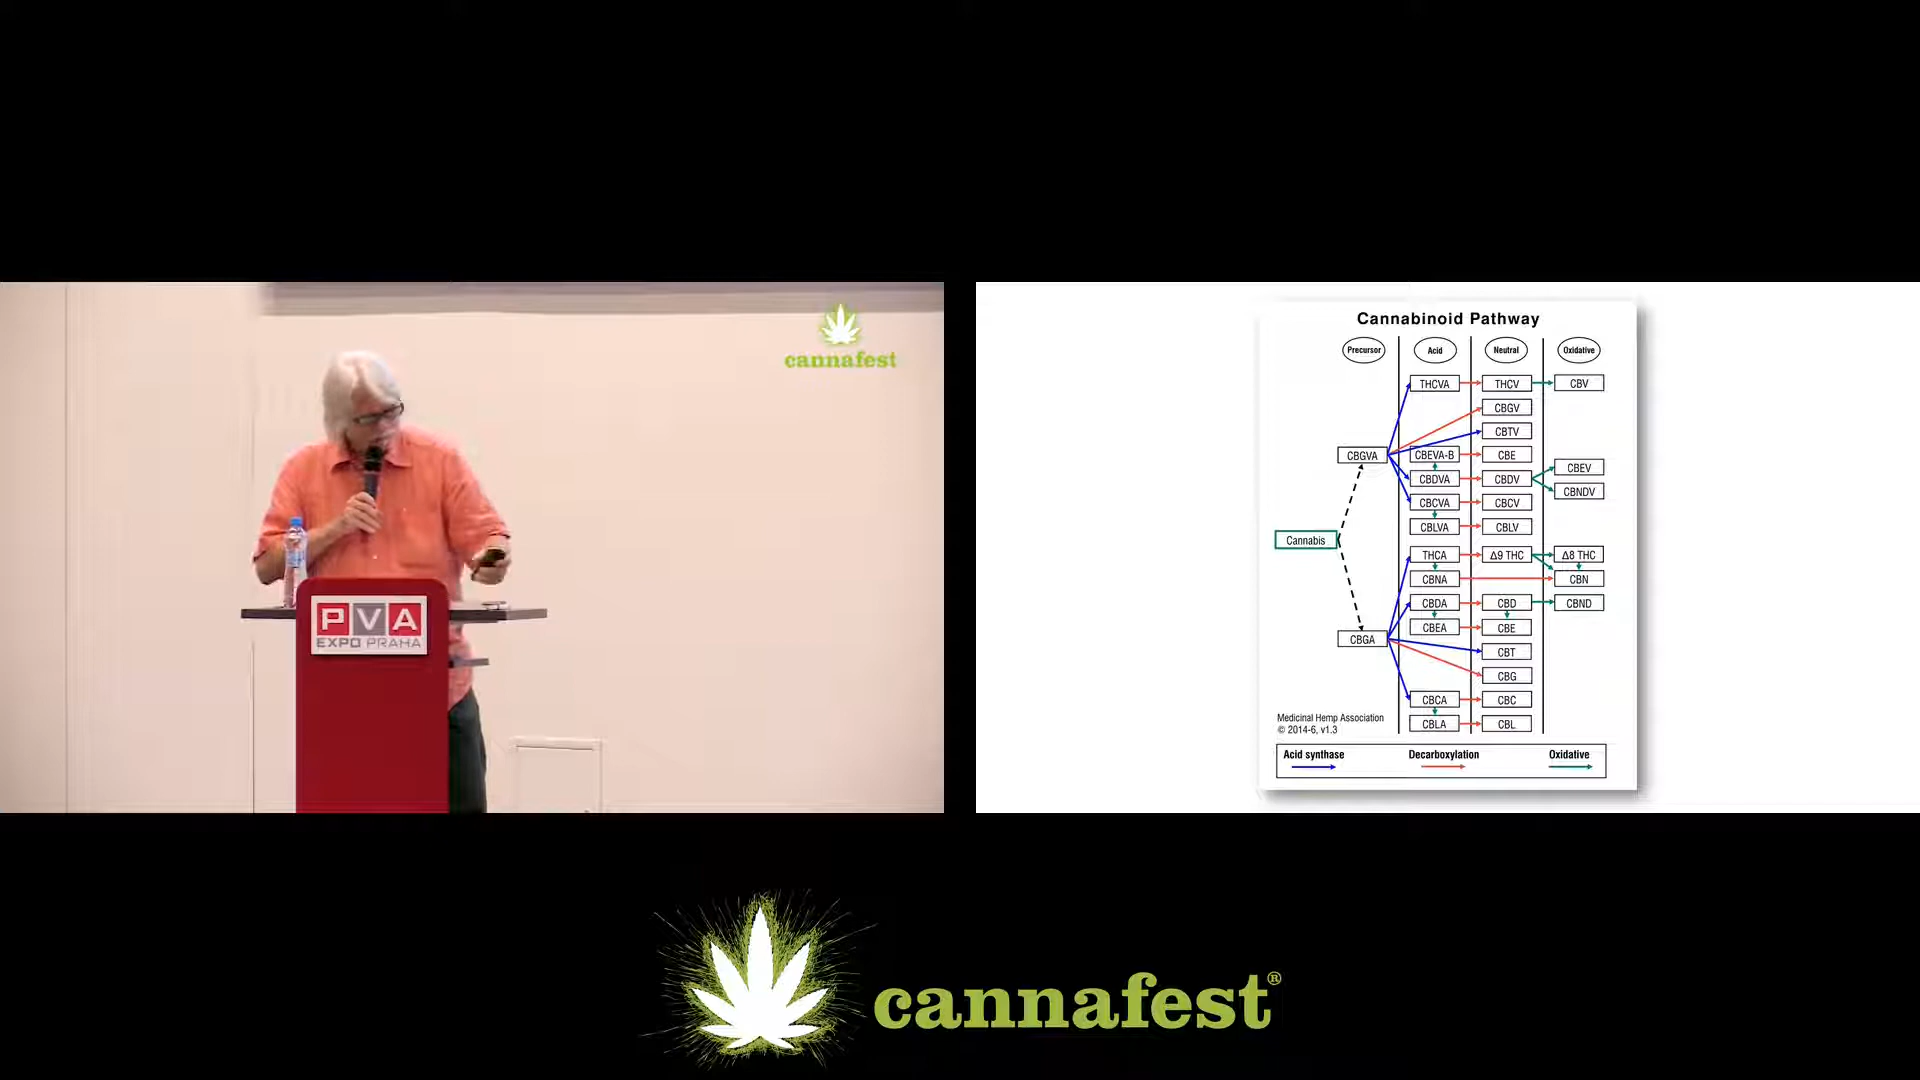 cannafest
PVA
EXPO PRAHA
Cannabinoid Pathway
Precursor Acid Neutral Oxidative
THCVA THCV CBV
CBGV
CBTV
CBGVA CBEVA-B CBE
CBEV
CBDVA CBDV
CBNDV
CBCVA CBCV
CBLVA CBLV
Cannabis
THCA Δ9 THC Δ8 THC
CBNA CBN
CBDA CBD CBND
CBEA CBE
CBGA
CBT
CBG
CBCA CBC
CBLA CBL
Medicinal Hemp Association
© 2014-6, v1.3
Acid synthase Decarboxylation Oxidative
cannafest®